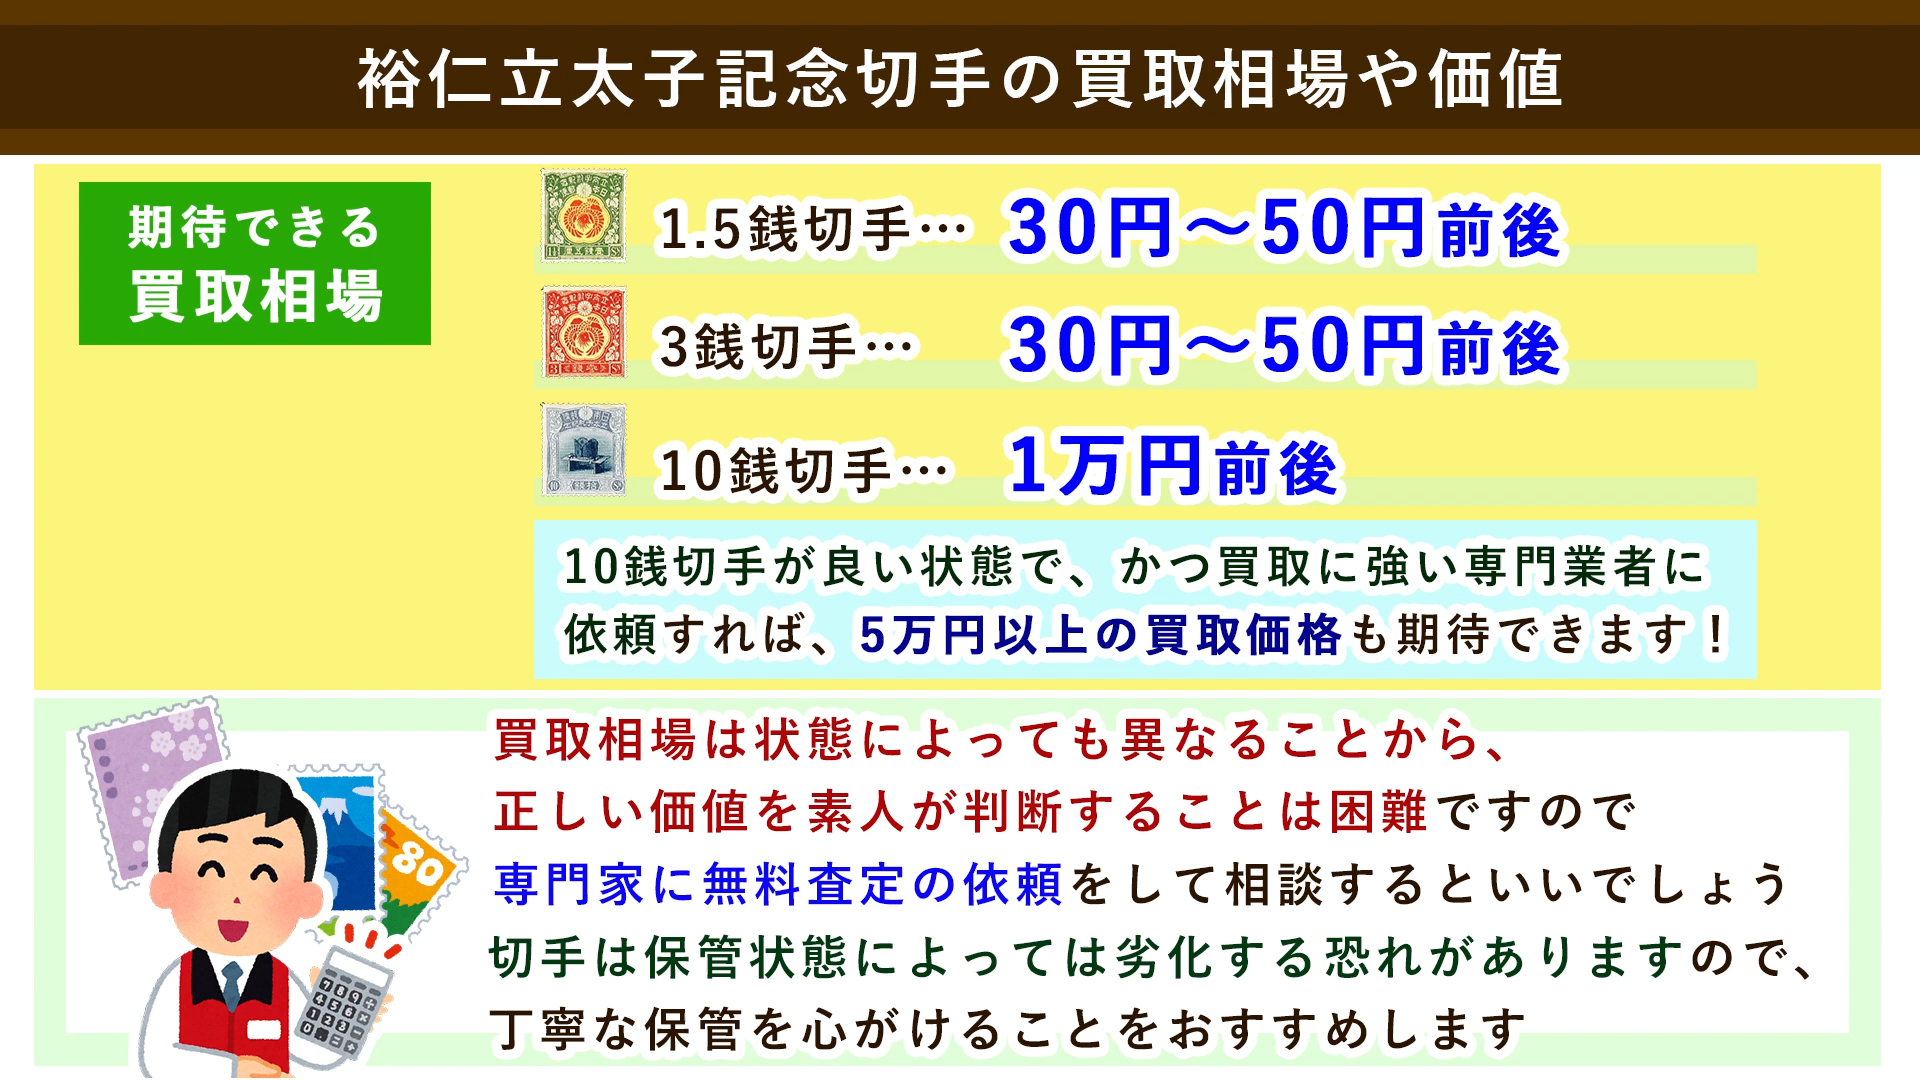 裕仁立太子記念切手の買取相場や価値
期待できる
買取相場
1.5銭切手… 30円～50円前後
3銭切手… 30円～50円前後
10銭切手… 1万円前後
10銭切手が良い状態で、かつ買取に強い専門業者に
依頼すれば、5万円以上の買取価格も期待できます！
買取相場は状態によっても異なることから、
正しい価値を素人が判断することは困難ですので
専門家に無料査定の依頼をして相談するといいでしょう
切手は保管状態によっては劣化する恐れがありますので、
丁寧な保管を心がけることをおすすめします
80
789÷
456×
123−
0.=+